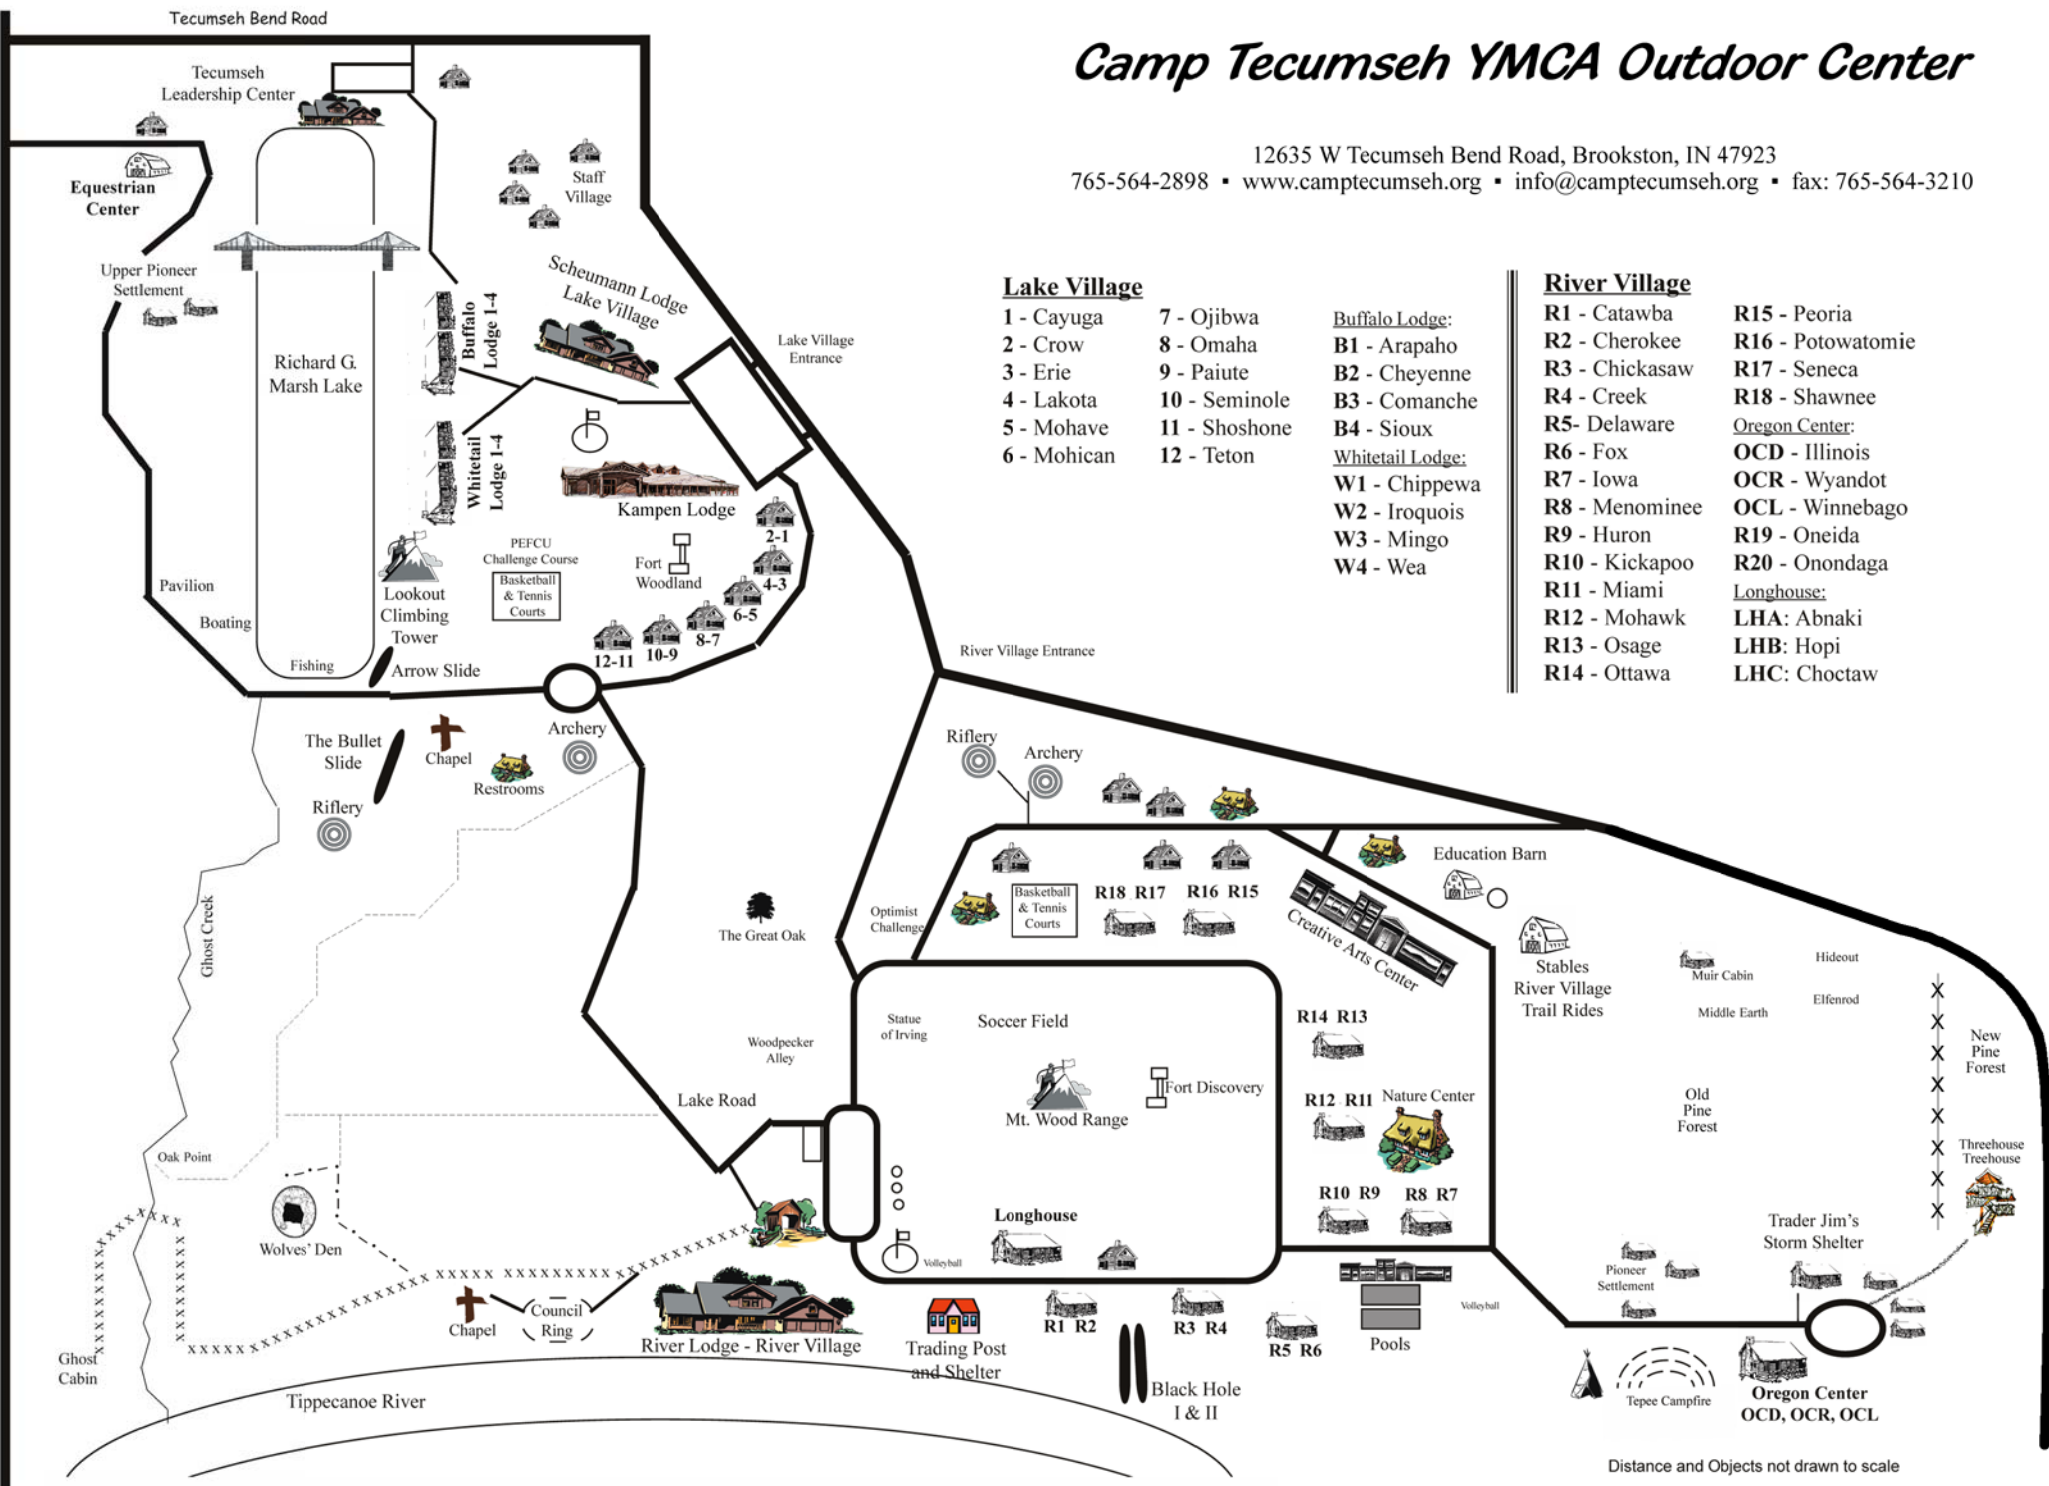 Tecumseh Bend Road
Camp Tecumseh YMCA Outdoor Center
12635 W Tecumseh Bend Road, Brookston, IN 47923
765-564-2898 ▪ www.camptecumseh.org ▪ info@camptecumseh.org ▪ fax: 765-564-3210
Tecumseh
Leadership Center
Equestrian
Center
Staff
Village
Upper Pioneer
Settlement
Scheumann Lodge
Lake Village
Buffalo
Lodge 1-4
Richard G.
Marsh Lake
Lake Village
Entrance
Whitetail
Lodge 1-4
Kampen Lodge
2-1
4-3
6-5
8-7
10-9
12-11
PEFCU
Challenge Course
Basketball
& Tennis
Courts
Fort
Woodland
Pavilion
Boating
Fishing
Lookout
Climbing
Tower
Arrow Slide
Lake Village
1 - Cayuga
2 - Crow
3 - Erie
4 - Lakota
5 - Mohave
6 - Mohican
7 - Ojibwa
8 - Omaha
9 - Paiute
10 - Seminole
11 - Shoshone
12 - Teton
Buffalo Lodge:
B1 - Arapaho
B2 - Cheyenne
B3 - Comanche
B4 - Sioux
Whitetail Lodge:
W1 - Chippewa
W2 - Iroquois
W3 - Mingo
W4 - Wea
River Village
R1 - Catawba
R2 - Cherokee
R3 - Chickasaw
R4 - Creek
R5- Delaware
R6 - Fox
R7 - Iowa
R8 - Menominee
R9 - Huron
R10 - Kickapoo
R11 - Miami
R12 - Mohawk
R13 - Osage
R14 - Ottawa
R15 - Peoria
R16 - Potowatomie
R17 - Seneca
R18 - Shawnee
Oregon Center:
OCD - Illinois
OCR - Wyandot
OCL - Winnebago
R19 - Oneida
R20 - Onondaga
Longhouse:
LHA: Abnaki
LHB: Hopi
LHC: Choctaw
River Village Entrance
The Bullet
Slide
Chapel
Restrooms
Archery
Riflery
Riflery
Archery
Ghost Creek
The Great Oak
Optimist
Challenge
Basketball
& Tennis
Courts
R18 R17
R16 R15
Creative Arts Center
Education Barn
Stables
River Village
Trail Rides
Muir Cabin
Middle Earth
Hideout
Elfenrod
New
Pine
Forest
Old
Pine
Forest
Threehouse
Treehouse
Statue
of Irving
Soccer Field
Woodpecker
Alley
Lake Road
Mt. Wood Range
Fort Discovery
R14 R13
R12 R11
Nature Center
R10 R9
R8 R7
Oak Point
Wolves' Den
Longhouse
Volleyball
Trader Jim's
Storm Shelter
Pioneer
Settlement
Chapel
Council
Ring
River Lodge - River Village
Trading Post
and Shelter
R1 R2
R3 R4
R5 R6
Pools
Volleyball
Ghost
Cabin
Tippecanoe River
Black Hole
I & II
Tepee Campfire
Oregon Center
OCD, OCR, OCL
Distance and Objects not drawn to scale